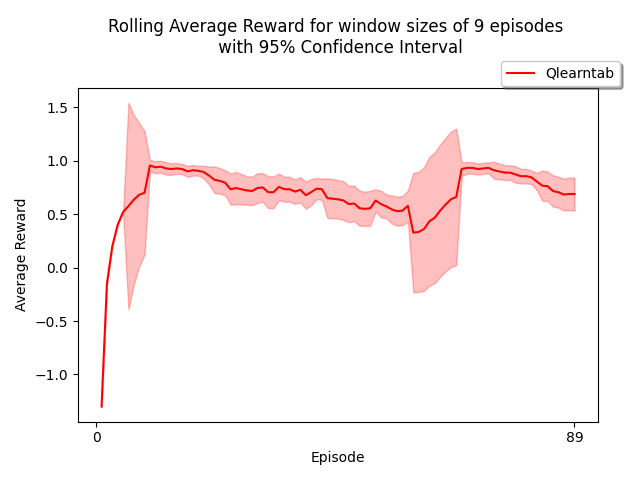 Rolling Average Reward for window sizes of 9 episodes
with 95% Confidence Interval
Qlearntab
1.5
1.0
0.5
0.0
−0.5
−1.0
Average Reward
0
89
Episode